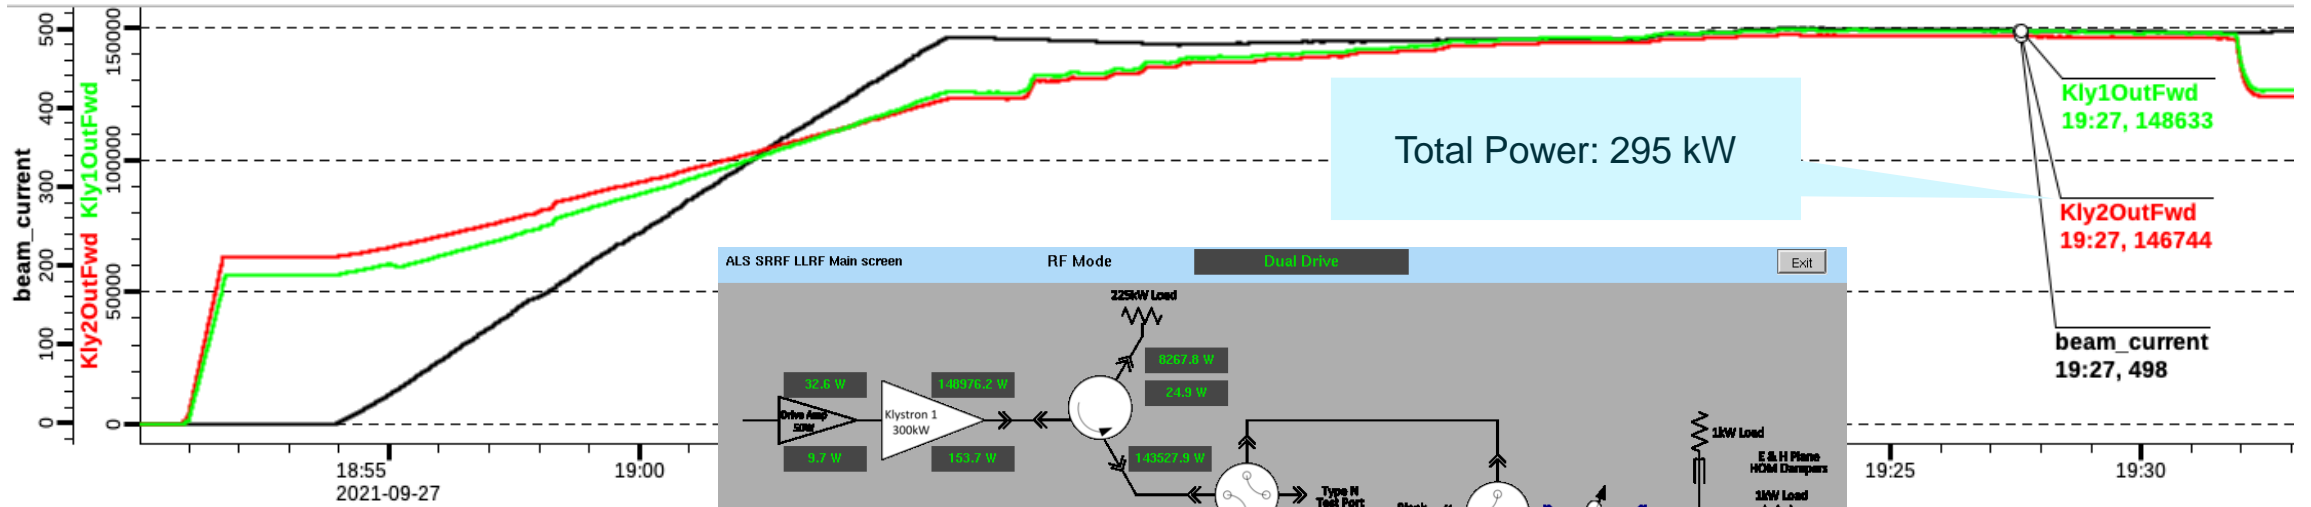 500
400
300
200
100
0
beam_current
150000
100000
50000
0
Kly2OutFwd Kly1OutFwd
Total Power: 295 kW
Kly1OutFwd
19:27, 148633
Kly2OutFwd
19:27, 146744
beam_current
19:27, 498
18:55
2021-09-27
19:00
19:25
19:30
ALS SRRF LLRF Main screen
RF Mode
Dual Drive
Exit
225kW Load
8267.8 W
24.9 W
32.6 W
148976.2 W
Drive Amp
50W
Klystron 1
300kW
9.7 W
153.7 W
143527.9 W
Type N
Test Port
1kW Load
E & H Plane
HOM Dampers
1kW Load